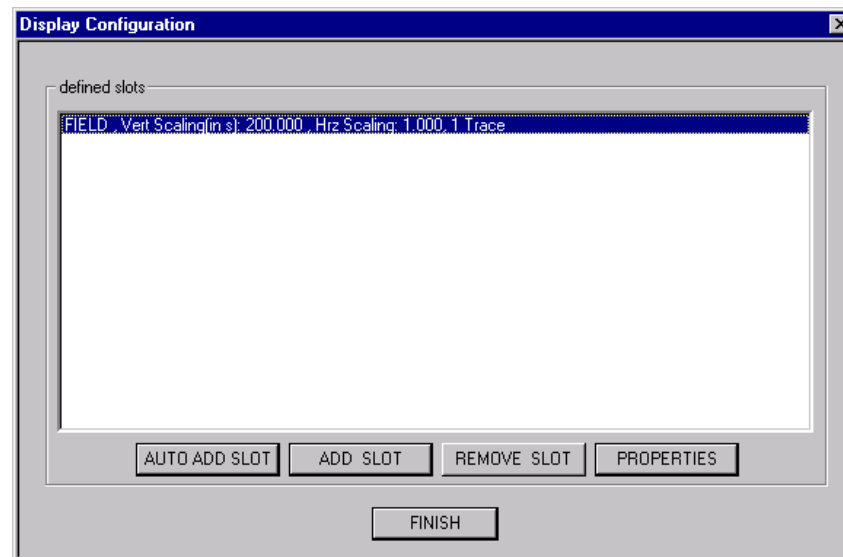 Display Configuration
defined slots
FIELD , Vert Scaling(in s): 200.000 , Hrz Scaling: 1.000, 1 Trace
AUTO ADD SLOT ADD SLOT REMOVE SLOT PROPERTIES
FINISH